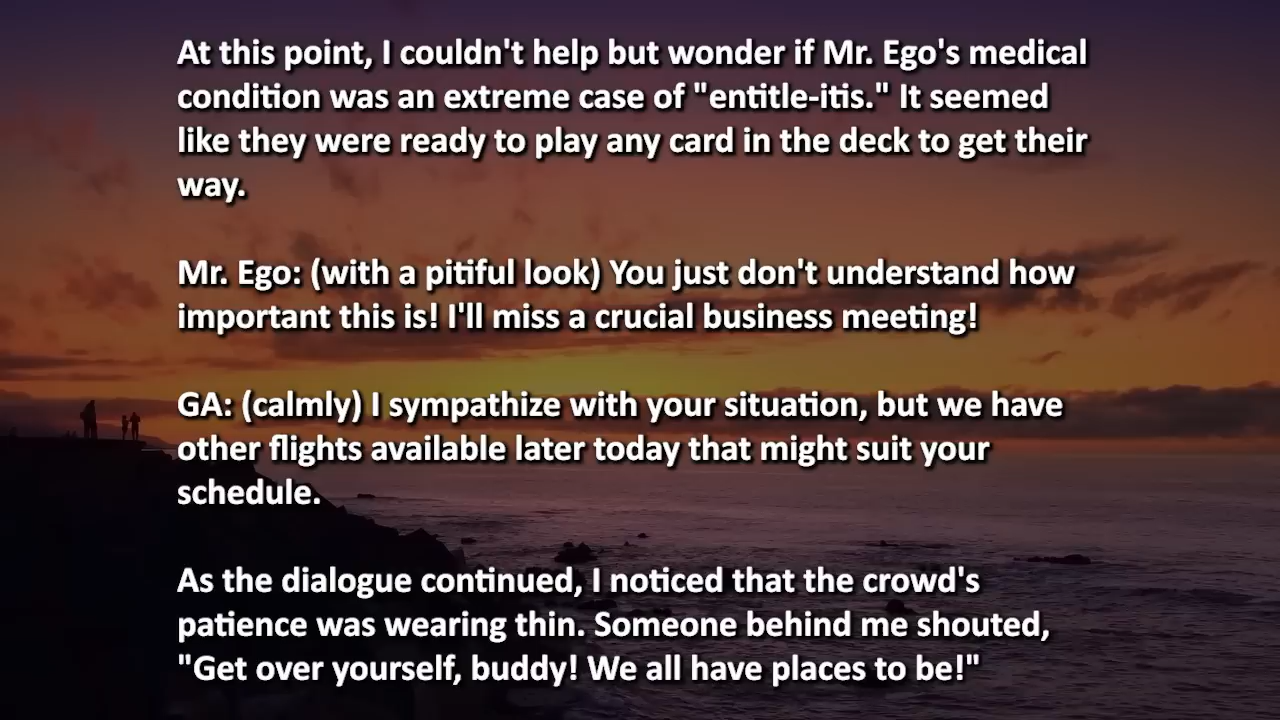 At this point, I couldn't help but wonder if Mr. Ego's medical
condition was an extreme case of "entitle-itis." It seemed
like they were ready to play any card in the deck to get their
way.
Mr. Ego: (with a pitiful look) You just don't understand how
important this is! I'll miss a crucial business meeting!
GA: (calmly) I sympathize with your situation, but we have
other flights available later today that might suit your
schedule.
As the dialogue continued, I noticed that the crowd's
patience was wearing thin. Someone behind me shouted,
"Get over yourself, buddy! We all have places to be!"